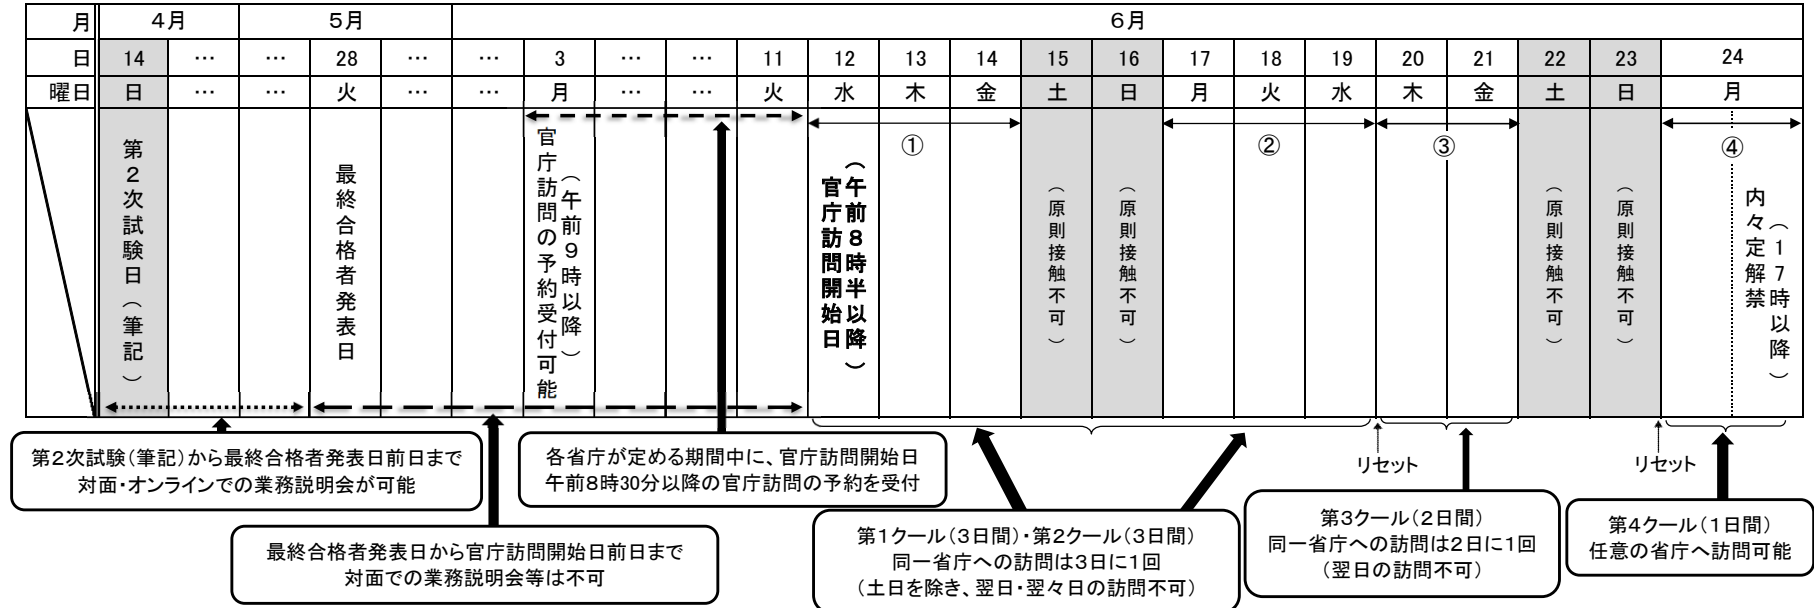 月 4月 5月 6月
日 14 … … 28 … … 3 … … 11 12 13 14 15 16 17 18 19 20 21 22 23 24
曜日 日 … … 火 … … 月 … … 火 水 木 金 土 日 月 火 水 木 金 土 日 月
第2次試験日(筆記)
最終合格者発表日
官庁訪問の予約受付可能
(午前9時以降)
官庁訪問開始日
(午前8時半以降)
①
(原則接触不可)
(原則接触不可)
②
③
(原則接触不可)
(原則接触不可)
④
内々定解禁
(17時以降)
リセット
リセット
第2次試験(筆記)から最終合格者発表日前日まで
対面・オンラインでの業務説明会が可能
各省庁が定める期間中に、官庁訪問開始日
午前8時30分以降の官庁訪問の予約を受付
最終合格者発表日から官庁訪問開始日前日まで
対面での業務説明会等は不可
第1クール(3日間)・第2クール(3日間)
同一省庁への訪問は3日に1回
(土日を除き、翌日・翌々日の訪問不可)
第3クール(2日間)
同一省庁への訪問は2日に1回
(翌日の訪問不可)
第4クール(1日間)
任意の省庁へ訪問可能